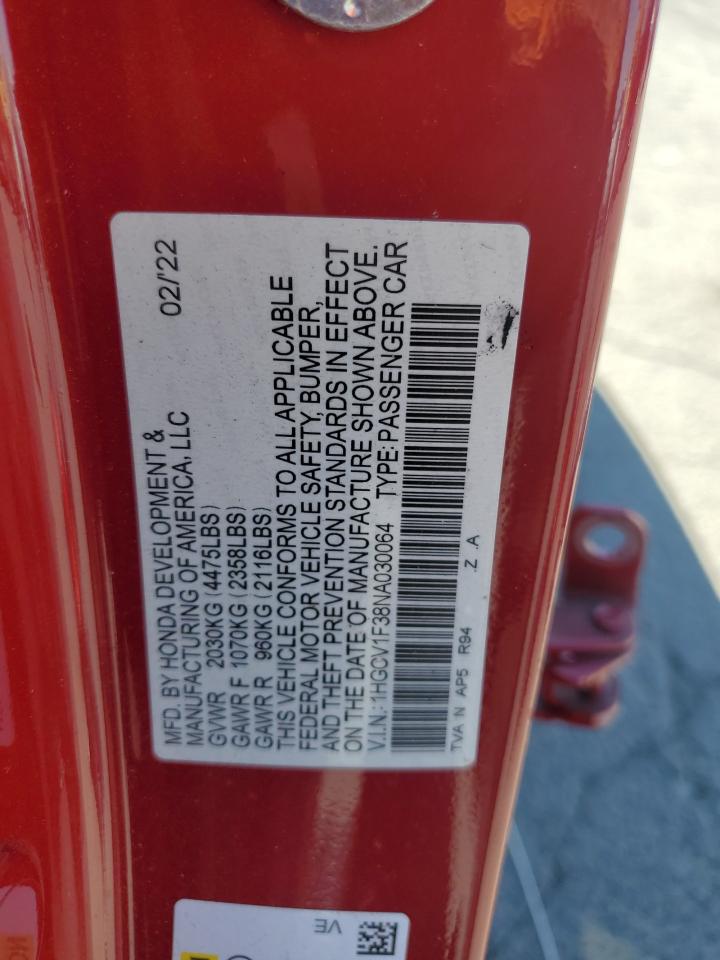 MFD. BY HONDA DEVELOPMENT &
MANUFACTURING OF AMERICA, LLC 02/'22
GVWR 2030KG (4475LBS)
GAWR F 1070KG (2358LBS)
GAWR R 960KG (2116LBS)
THIS VEHICLE CONFORMS TO ALL APPLICABLE
FEDERAL MOTOR VEHICLE SAFETY, BUMPER,
AND THEFT PREVENTION STANDARDS IN EFFECT
ON THE DATE OF MANUFACTURE SHOWN ABOVE.
V.I.N.: 1HGCV1F38NA030064 TYPE: PASSENGER CAR
TVA N AP5 R94 .Z .A
VE